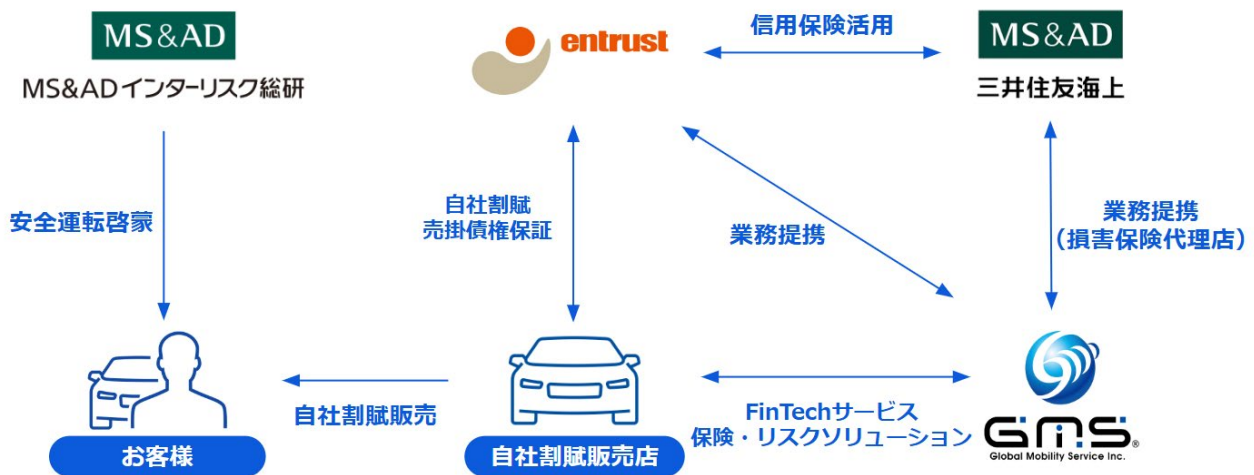 MS&AD
MS&ADインターリスク総研
entrust
信用保険活用
MS&AD
三井住友海上
安全運転啓蒙
自社割賦
売掛債権保証
業務提携
業務提携
（損害保険代理店）
自社割賦販売
FinTechサービス
保険・リスクソリューション
GMS®
Global Mobility Service Inc.
お客様
自社割賦販売店